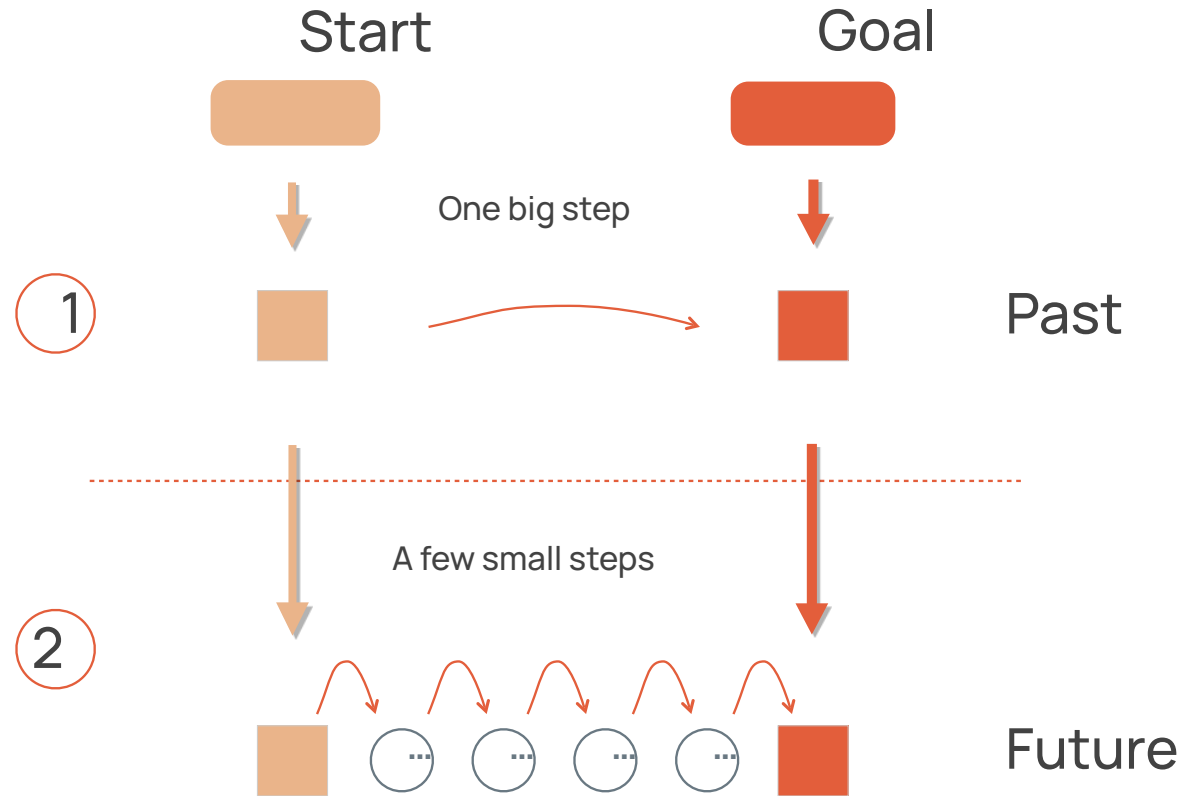 Start
Goal
One big step
1
Past
A few small steps
2
... ... ... ...
Future